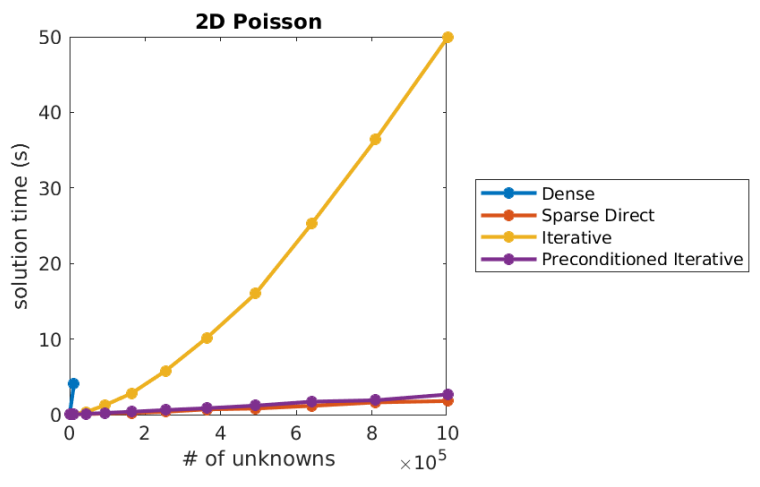 2D Poisson
50
40
30
20
10
0
solution time (s)
0 2 4 6 8 10
# of unknowns
×10^5
Dense
Sparse Direct
Iterative
Preconditioned Iterative